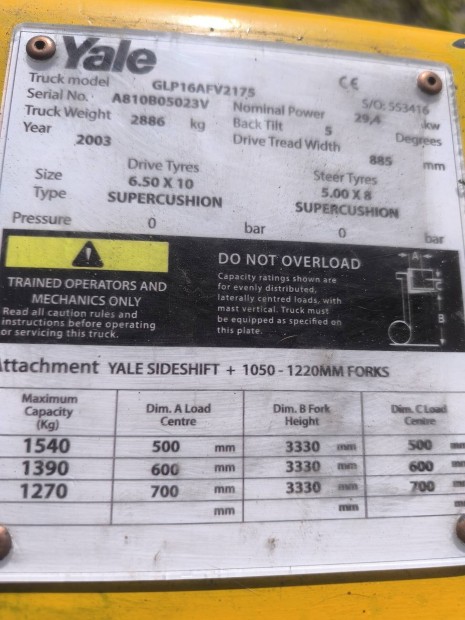 Yale
CE
Truck model GLP16AFV2175
S/O: 553416
Serial No. A810B05023V Nominal Power 29,4 kw
Truck Weight 2886 kg Back Tilt 5 Degrees
Year 2003 Drive Tread Width 885 mm
Drive Tyres Steer Tyres
Size 6.50 X 10 5.00 X 8
Type SUPERCUSHION SUPERCUSHION
Pressure 0 bar 0 bar
TRAINED OPERATORS AND
MECHANICS ONLY
Read all caution rules and
instructions before operating
or servicing this truck.
DO NOT OVERLOAD
Capacity ratings shown are
for evenly distributed,
laterally centred loads, with
mast vertical. Truck must
be equipped as specified on
this plate.
A
C
B
Attachment YALE SIDESHIFT + 1050 - 1220MM FORKS
Maximum
Capacity
(Kg)
Dim. A Load
Centre
Dim. B Fork
Height
Dim. C Load
Centre
1540 500 mm 3330 mm 500 mm
1390 600 mm 3330 mm 600 mm
1270 700 mm 3330 mm 700 mm
mm mm mm